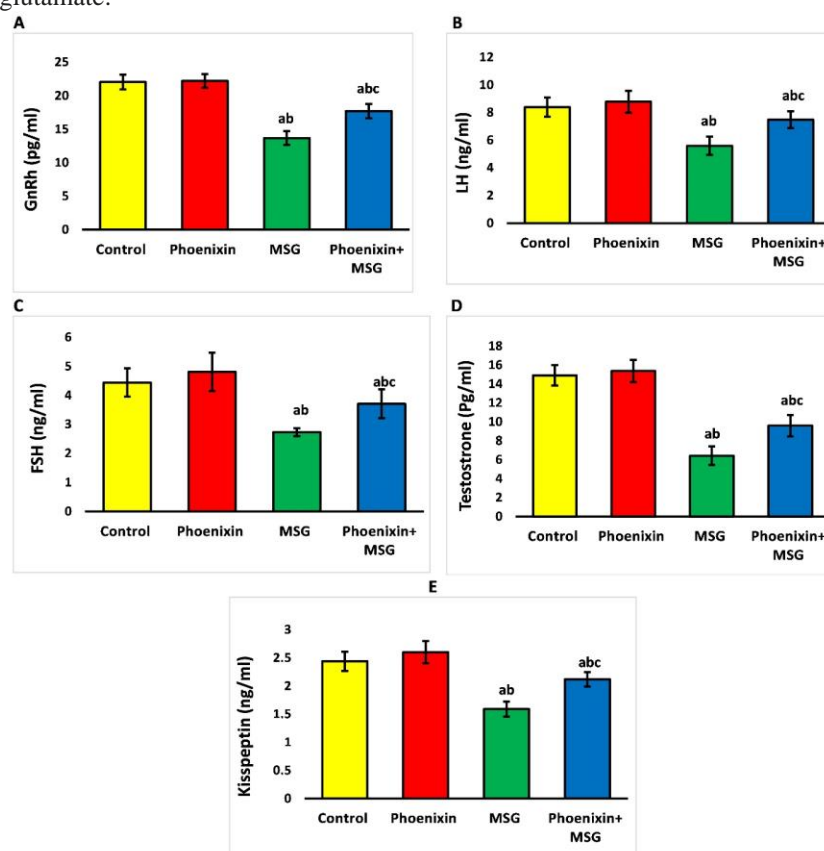 glutamate.
A
GnRh (pg/ml)
25
20
15
10
5
0
ab
abc
Control
Phoenixin
MSG
Phoenixin+
MSG
B
LH (ng/ml)
12
10
8
6
4
2
0
ab
abc
Control
Phoenixin
MSG
Phoenixin+
MSG
C
FSH (ng/ml)
6
5
4
3
2
1
0
ab
abc
Control
Phoenixin
MSG
Phoenixin+
MSG
D
Testostrone (Pg/ml)
18
16
14
12
10
8
6
4
2
0
ab
abc
Control
Phoenixin
MSG
Phoenixin+
MSG
E
Kisspeptin (ng/ml)
3
2.5
2
1.5
1
0.5
0
ab
abc
Control
Phoenixin
MSG
Phoenixin+
MSG